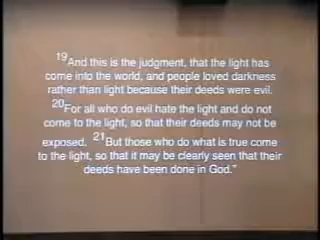 19And this is the judgment, that the light has
come into the world, and people loved darkness
rather than light because their deeds were evil.
20For all who do evil hate the light and do not
come to the light, so that their deeds may not be
exposed. 21But those who do what is true come
to the light, so that it may be clearly seen that their
deeds have been done in God."